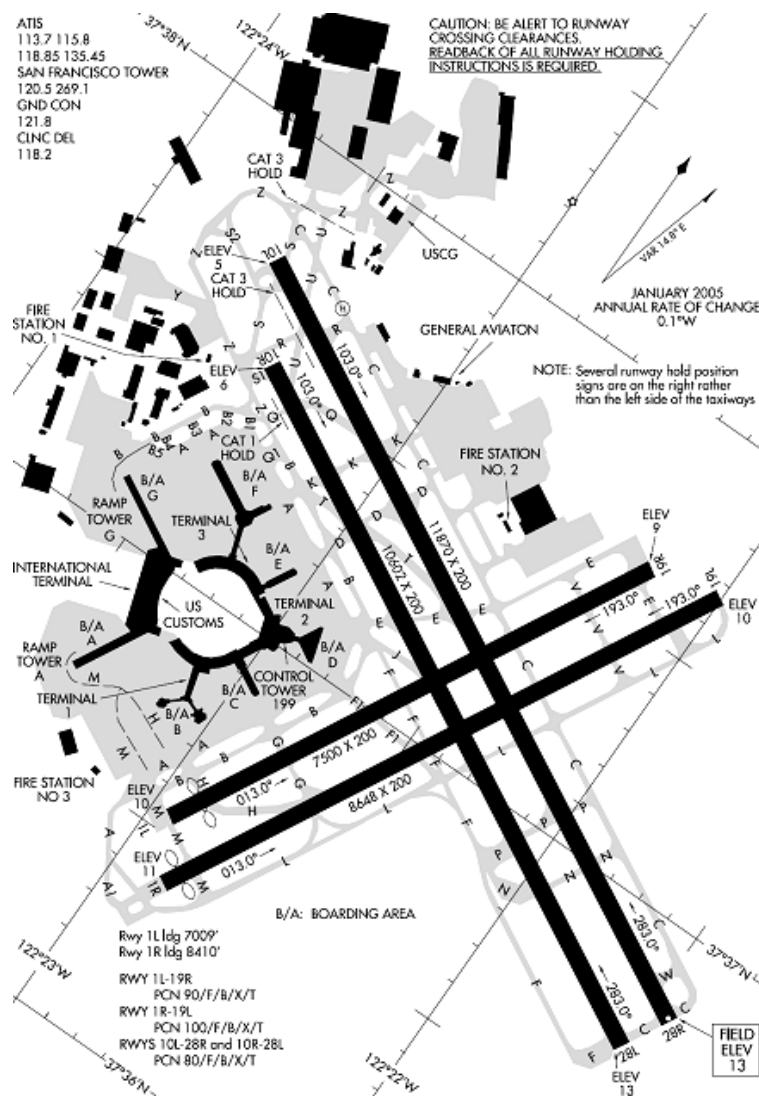 ATIS
113.7 115.8
118.85 135.45
SAN FRANCISCO TOWER
120.5 269.1
GND CON
121.8
CLNC DEL
118.2
37°38'N
122°24'W
CAUTION: BE ALERT TO RUNWAY
CROSSING CLEARANCES.
READBACK OF ALL RUNWAY HOLDING
INSTRUCTIONS IS REQUIRED.
CAT 3
HOLD
USCG
VAR 14.8° E
JANUARY 2005
ANNUAL RATE OF CHANGE
0.1°W
ELEV
5
10L
CAT 3
HOLD
FIRE
STATION
NO. 1
GENERAL AVIATON
NOTE: Several runway hold position
signs are on the right rather
than the left side of the taxiways
ELEV
6
10R
103.0°
103.0°
CAT 1
HOLD
FIRE STATION
NO. 2
B/A
G
B/A
F
RAMP
TOWER
G
TERMINAL
3
B/A
E
INTERNATIONAL
TERMINAL
US
CUSTOMS
TERMINAL
2
B/A
A
B/A
D
RAMP
TOWER
A
TERMINAL
1
B/A
B
B/A
C
CONTROL
TOWER
199
10602 X 200
11870 X 200
ELEV
9
19R
193.0°
19L
193.0°
ELEV
10
FIRE STATION
NO 3
ELEV
10
1L
013.0°
7500 X 200
ELEV
11
1R
013.0°
8648 X 200
B/A: BOARDING AREA
122°23'W
Rwy 1L ldg 7009'
Rwy 1R ldg 8410'
RWY 1L-19R
PCN 90/F/B/X/T
RWY 1R-19L
PCN 100/F/B/X/T
RWYS 10L-28R and 10R-28L
PCN 80/F/B/X/T
37°36'N
122°22'W
37°37'N
283.0°
283.0°
28L
28R
ELEV
13
FIELD
ELEV
13